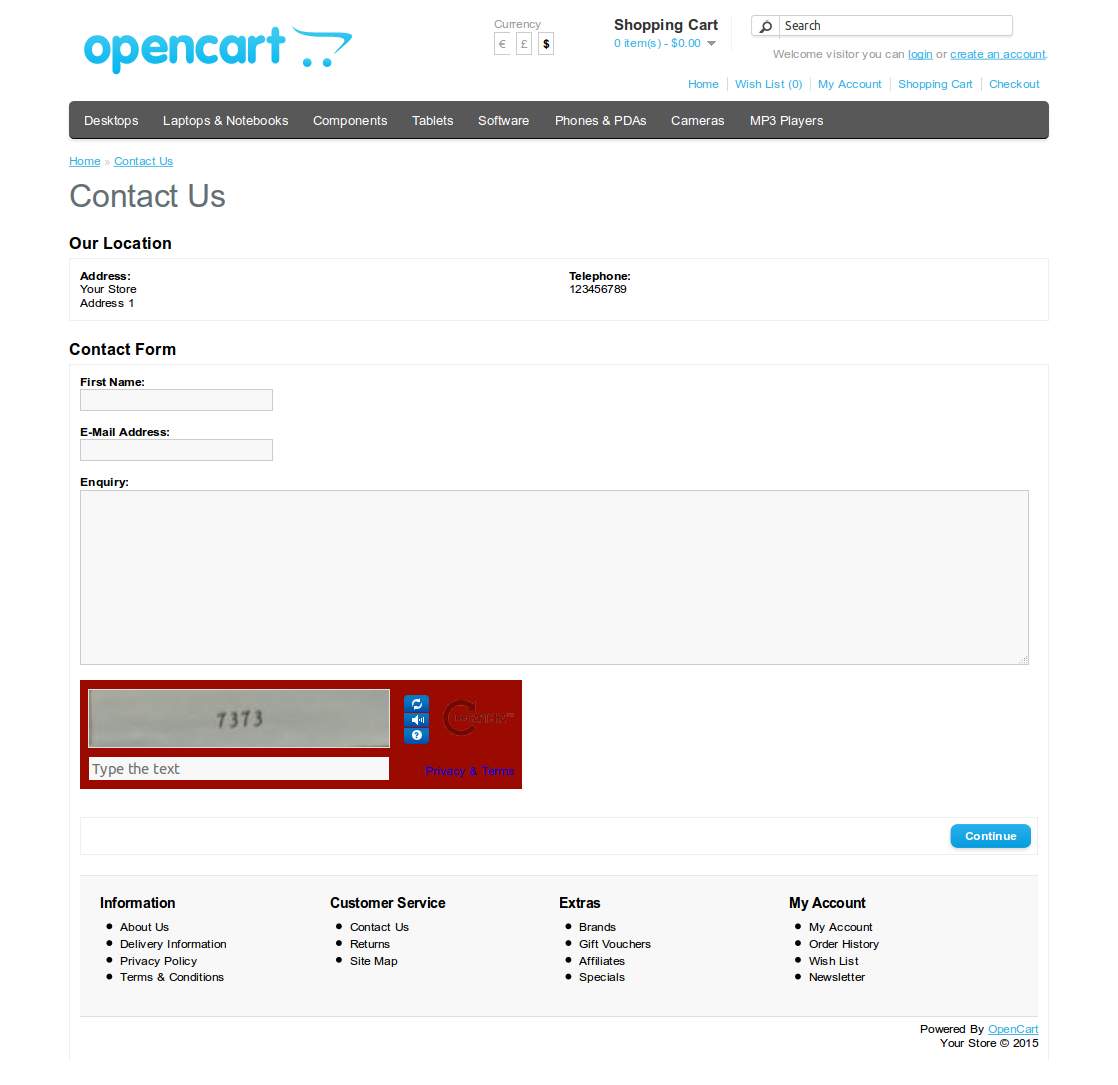 opencart
Currency
€ £ $
Shopping Cart
0 item(s) - $0.00
Search
Welcome visitor you can login or create an account.
Home Wish List (0) My Account Shopping Cart Checkout
Desktops Laptops & Notebooks Components Tablets Software Phones & PDAs Cameras MP3 Players
Home » Contact Us
Contact Us
Our Location
Address:
Your Store
Address 1
Telephone:
123456789
Contact Form
First Name:
E-Mail Address:
Enquiry:
7373
Type the text
reCAPTCHA™
Privacy & Terms
Continue
Information
About Us
Delivery Information
Privacy Policy
Terms & Conditions
Customer Service
Contact Us
Returns
Site Map
Extras
Brands
Gift Vouchers
Affiliates
Specials
My Account
My Account
Order History
Wish List
Newsletter
Powered By OpenCart
Your Store © 2015